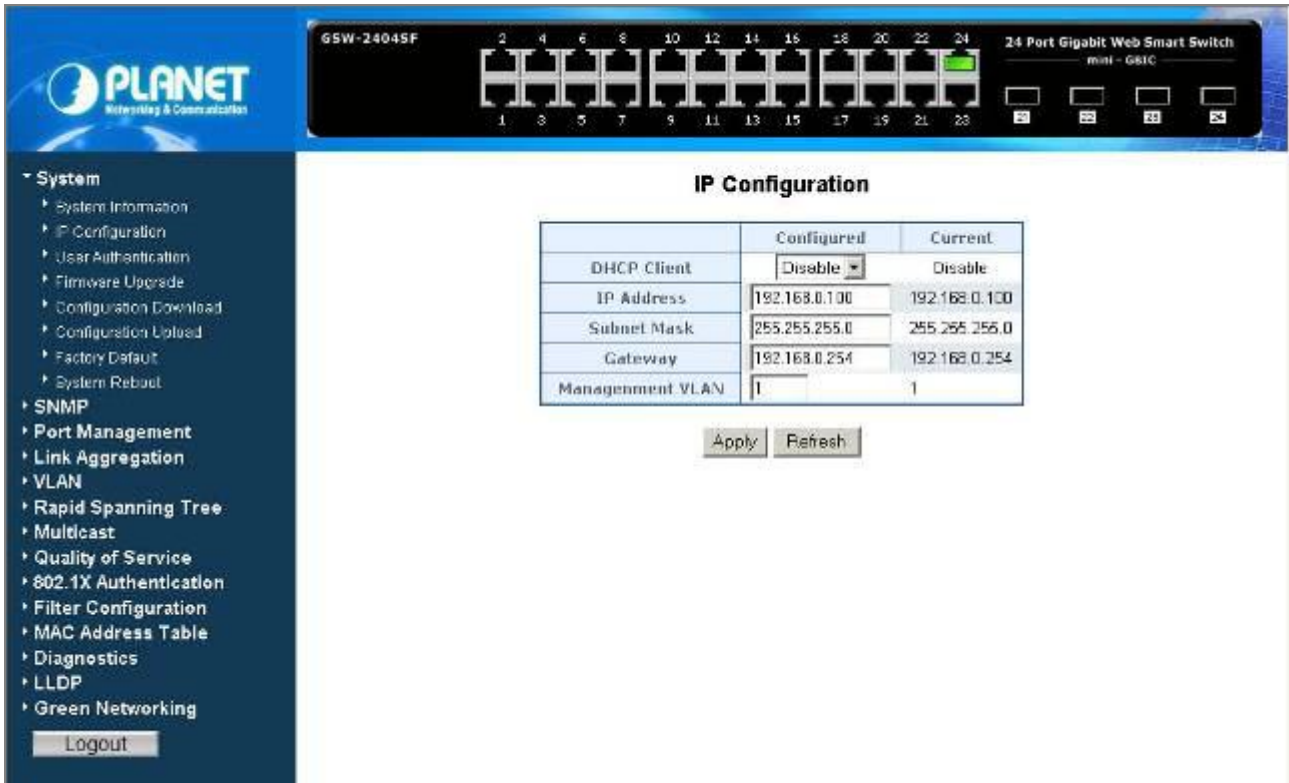 PLANET
Networking & Communication
GSW-2404SF
2 4 6 8 10 12 14 16 18 20 22 24
1 3 5 7 9 11 13 15 17 19 21 23
24 Port Gigabit Web Smart Switch
mini - GBIC
21 22 23 24
System
System Information
IP Configuration
User Authentication
Firmware Upgrade
Configuration Download
Configuration Upload
Factory Default
System Reboot
SNMP
Port Management
Link Aggregation
VLAN
Rapid Spanning Tree
Multicast
Quality of Service
802.1X Authentication
Filter Configuration
MAC Address Table
Diagnostics
LLDP
Green Networking
Logout
IP Configuration
Configured Current
DHCP Client Disable Disable
IP Address 192.168.0.100 192.168.0.100
Subnet Mask 255.255.255.0 255.255.255.0
Gateway 192.168.0.254 192.168.0.254
Managenment VLAN 1 1
Apply Refresh